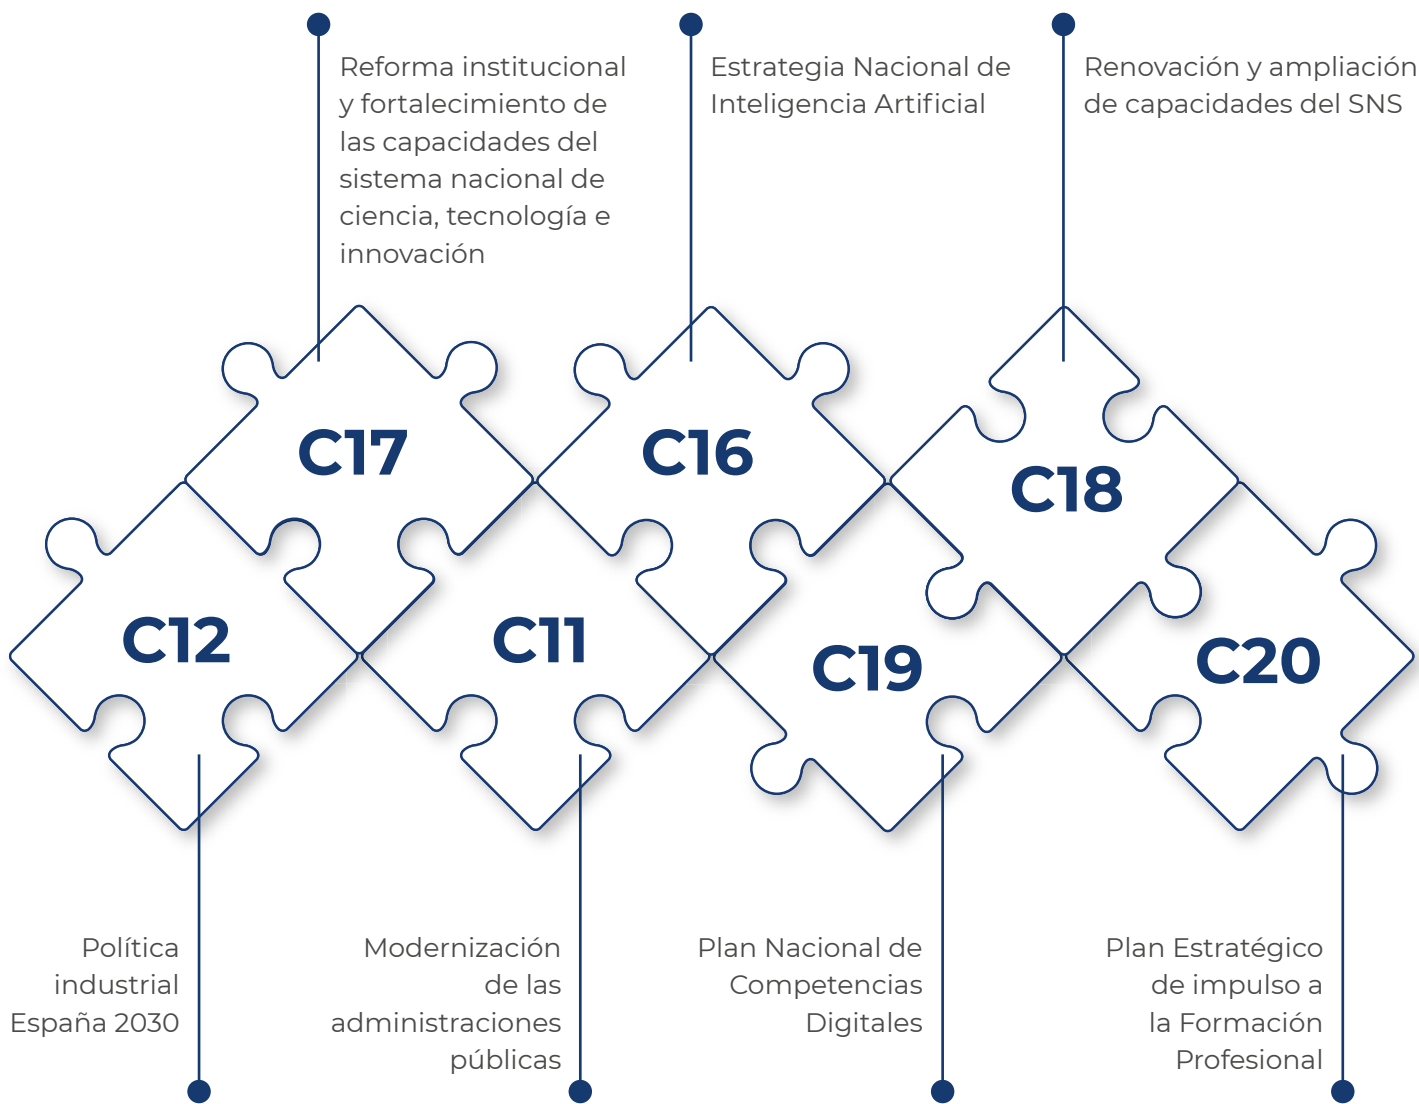 Reforma institucional
y fortalecimiento de
las capacidades del
sistema nacional de
ciencia, tecnología e
innovación
Estrategia Nacional de
Inteligencia Artificial
Renovación y ampliación
de capacidades del SNS
C17
C16
C18
C12
C11
C19
C20
Política
industrial
España 2030
Modernización
de las
administraciones
públicas
Plan Nacional de
Competencias
Digitales
Plan Estratégico
de impulso a
la Formación
Profesional